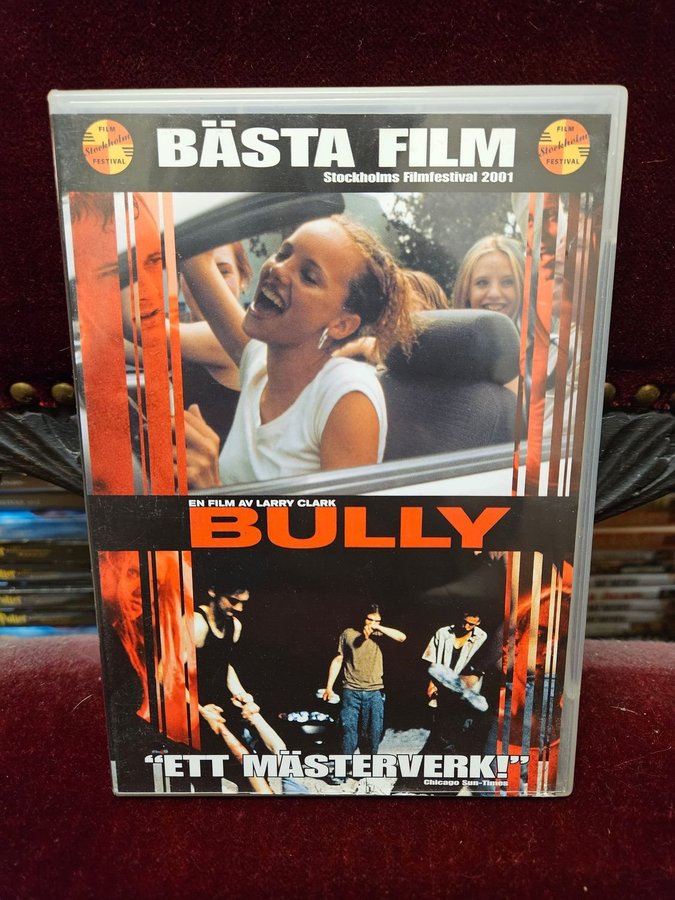 FILM
Stockholm
FESTIVAL
BÄSTA FILM
FILM
Stockholm
FESTIVAL
Stockholms Filmfestival 2001
EN FILM AV LARRY CLARK
BULLY
"ETT MÄSTERVERK!"
Chicago Sun-Times